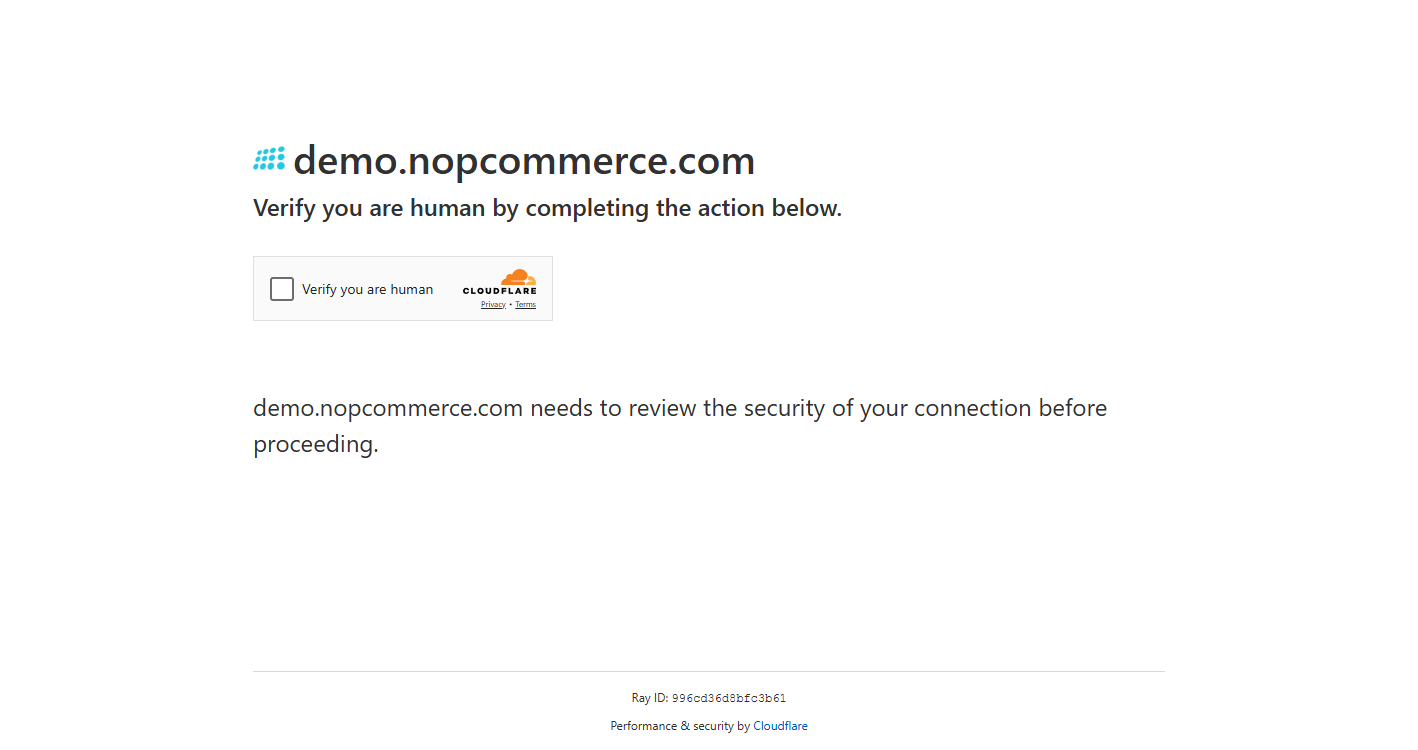 demo.nopcommerce.com
Verify you are human by completing the action below.
Verify you are human
CLOUDFLARE
Privacy • Terms
demo.nopcommerce.com needs to review the security of your connection before
proceeding.
Ray ID: 996cd36d8bfc3b61
Performance & security by Cloudflare